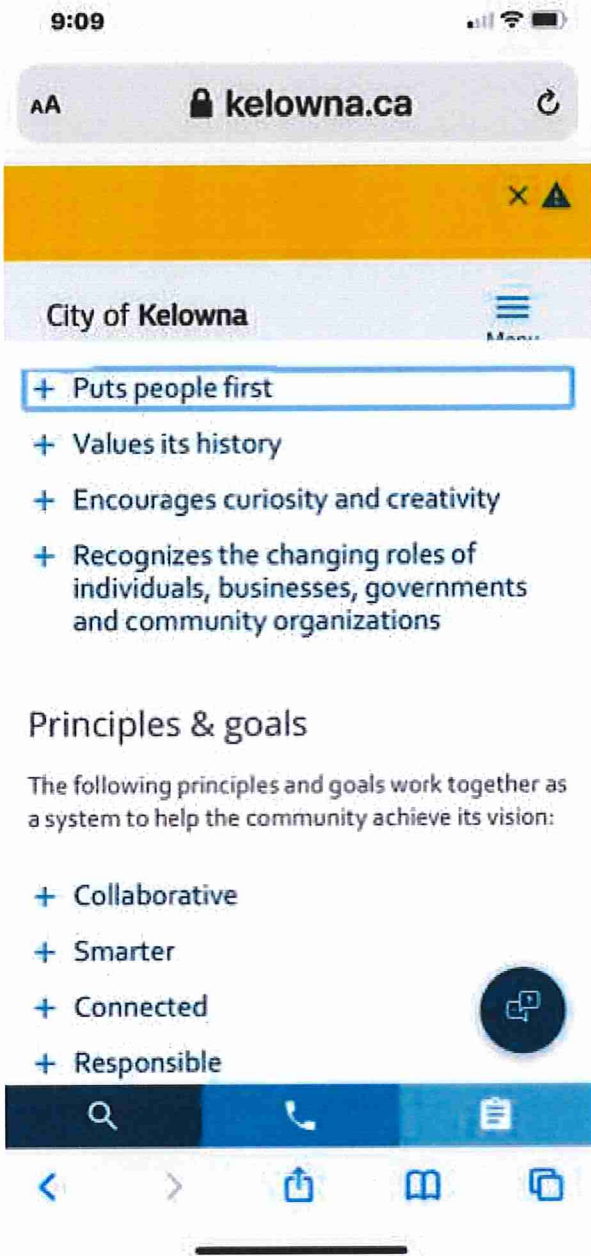 9:09
AA kelowna.ca
City of Kelowna
Menu
+ Puts people first
+ Values its history
+ Encourages curiosity and creativity
+ Recognizes the changing roles of
individuals, businesses, governments
and community organizations
Principles & goals
The following principles and goals work together as
a system to help the community achieve its vision:
+ Collaborative
+ Smarter
+ Connected
+ Responsible